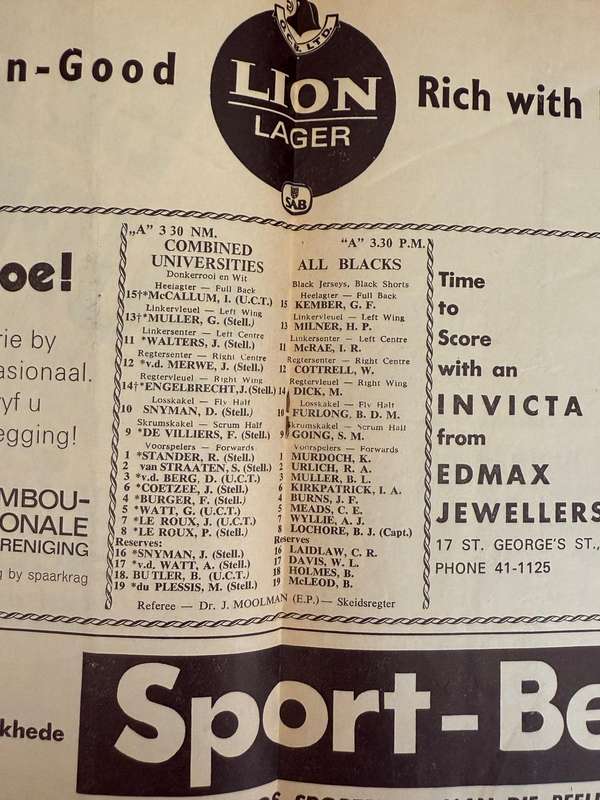 O.C. LTD.
n-Good
LION
LAGER
SAB
Rich with
oe!
rie by
asionaal.
ryf u
egging!
MBOU-
IONALE
RENIGING
g by spaarkrag
„A” 3 30 NM.
COMBINED
UNIVERSITIES
Donkerrooi en Wit
Heelagter — Full Back
15†*McCALLUM, I. (U.C.T.)
Linkervleuel — Left Wing
13†*MULLER, G. (Stell.)
Linkersenter — Left Centre
11 *WALTERS, J. (Stell.)
Regtersenter — Right Centre
12 *v.d. MERWE, J. (Stell.)
Regtervleuel — Right Wing
14†*ENGELBRECHT,J.(Stell.)
Losskakel — Fly Half
10 SNYMAN, D. (Stell.)
Skrumskakel — Scrum Half
9 *DE VILLIERS, F. (Stell.)
Voorspelers — Forwards
1 *STANDER, R. (Stell.)
2 van STRAATEN, S. (Stell.)
3 *v.d. BERG, D. (U.C.T.)
6 *COETZEE, J. (Stell.)
4 *BURGER, F. (Stell.)
5 *WATT, G. (U.C.T.)
7 *LE ROUX, J. (U.C.T.)
8 *LE ROUX, P. (Stell.)
Reserves:
16 *SNYMAN, J. (Stell.)
17 *v.d. WATT, A. (Stell.)
18. BUTLER, B. (U.C.T.)
19 *du PLESSIS, M. (Stell.)
“A” 3.30 P.M.
ALL BLACKS
Black Jerseys, Black Shorts
Heelagter — Full Back
15 KEMBER, G. F.
Linkervleuel — Left Wing
13 MILNER, H. P.
Linkersenter — Left Centre
11 McRAE, I. R.
Regtersenter — Right Centre
12 COTTRELL, W.
Regtervleuel — Right Wing
14 DICK, M.
Losskakel — Fly Half
10 FURLONG, B. D. M.
Skrumskakel — Scrum Half
9 GOING, S. M.
Voorspelers — Forwards
1 MURDOCH, K.
2 URLICH, R. A.
3 MULLER, B. L.
6 KIRKPATRICK, I. A.
4 BURNS, J. F.
5 MEADS, C. E.
7 WYLLIE, A. J.
8 LOCHORE, B. J. (Capt.)
Reserves
16 LAIDLAW, C. R.
17 DAVIS, W. L.
18 HOLMES, B.
19 McLEOD, B.
Referee — Dr. J. MOOLMAN (E.P.) — Skeidsregter
Time
to
Score
with an
INVICTA
from
EDMAX
JEWELLERS
17 ST. GEORGE'S ST.,
PHONE 41-1125
khede
Sport-Be